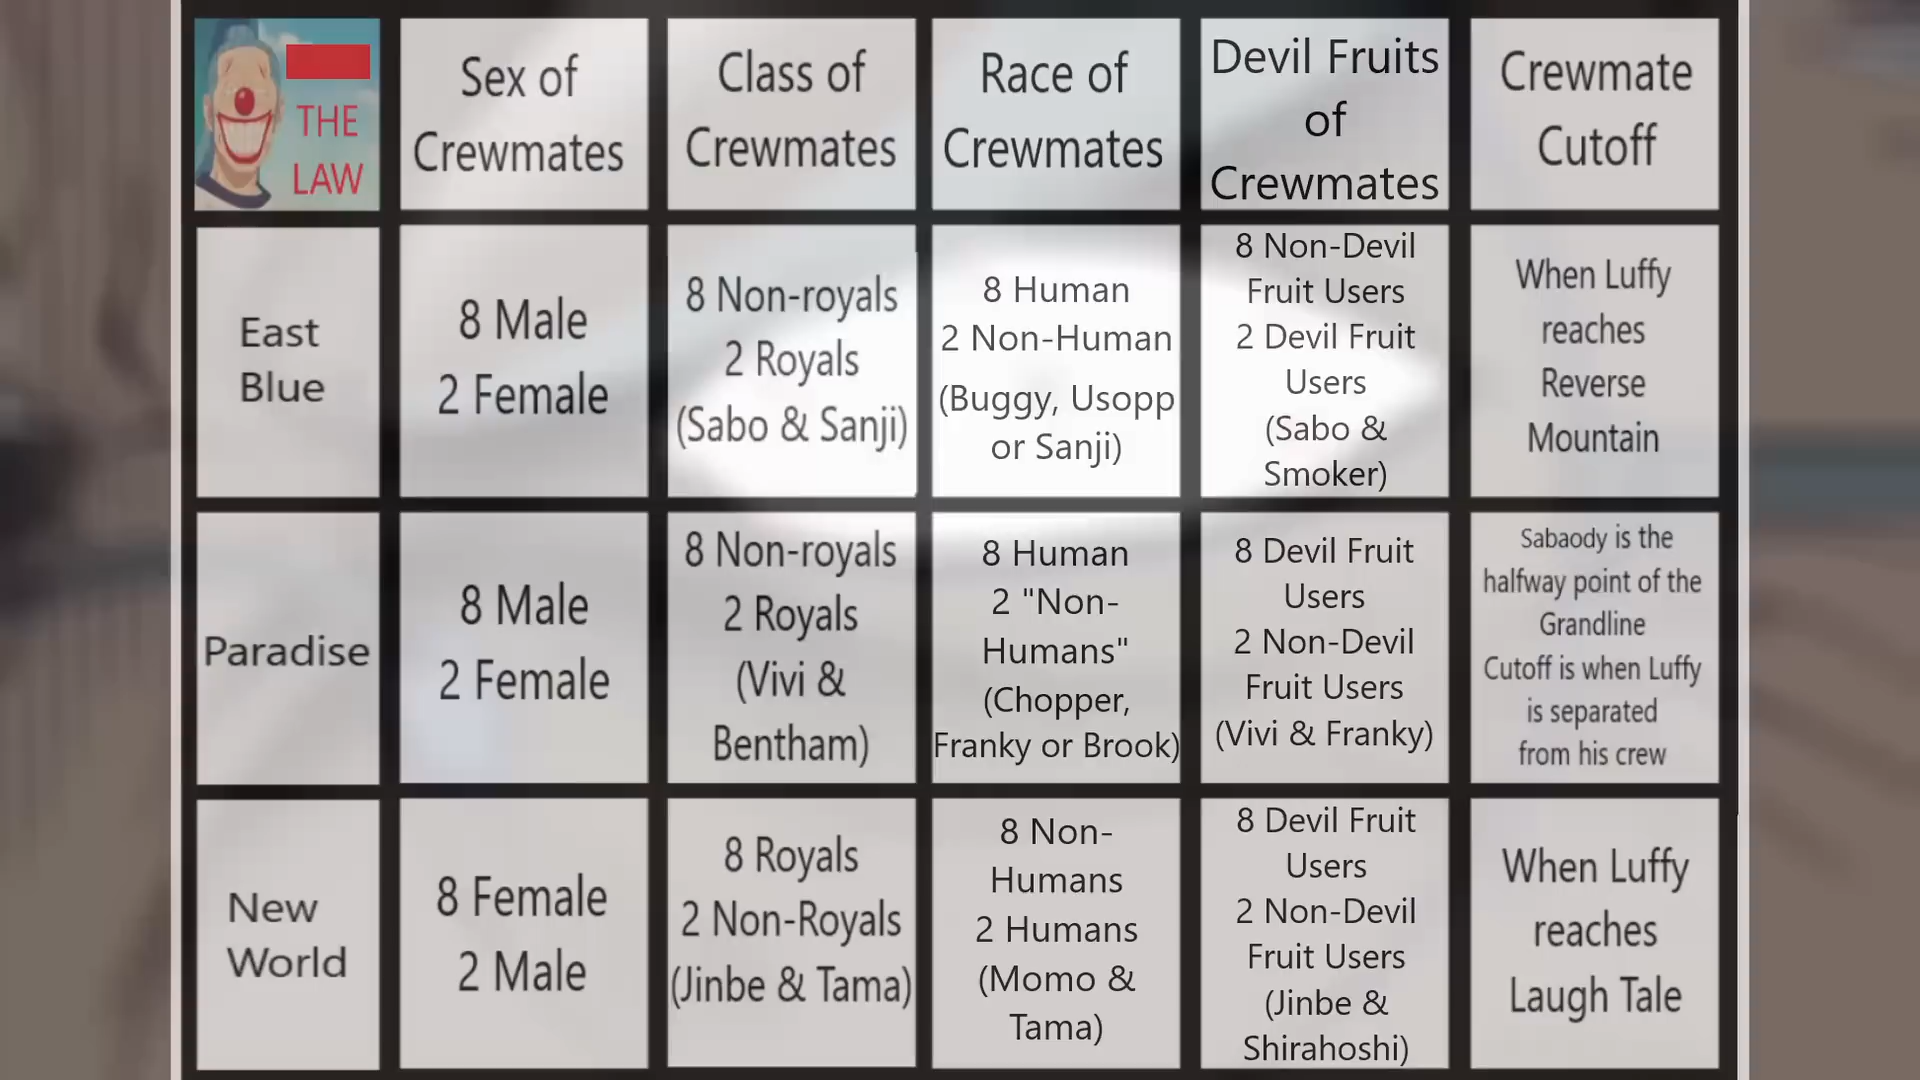 THE
LAW
Sex of
Crewmates
Class of
Crewmates
Race of
Crewmates
Devil Fruits
of
Crewmates
Crewmate
Cutoff
East
Blue
8 Male
2 Female
8 Non-royals
2 Royals
(Sabo & Sanji)
8 Human
2 Non-Human
(Buggy, Usopp
or Sanji)
8 Non-Devil
Fruit Users
2 Devil Fruit
Users
(Sabo &
Smoker)
When Luffy
reaches
Reverse
Mountain
Paradise
8 Male
2 Female
8 Non-royals
2 Royals
(Vivi &
Bentham)
8 Human
2 "Non-
Humans"
(Chopper,
Franky or Brook)
8 Devil Fruit
Users
2 Non-Devil
Fruit Users
(Vivi & Franky)
Sabaody is the
halfway point of the
Grandline
Cutoff is when Luffy
is separated
from his crew
New
World
8 Female
2 Male
8 Royals
2 Non-Royals
(Jinbe & Tama)
8 Non-
Humans
2 Humans
(Momo &
Tama)
8 Devil Fruit
Users
2 Non-Devil
Fruit Users
(Jinbe &
Shirahoshi)
When Luffy
reaches
Laugh Tale